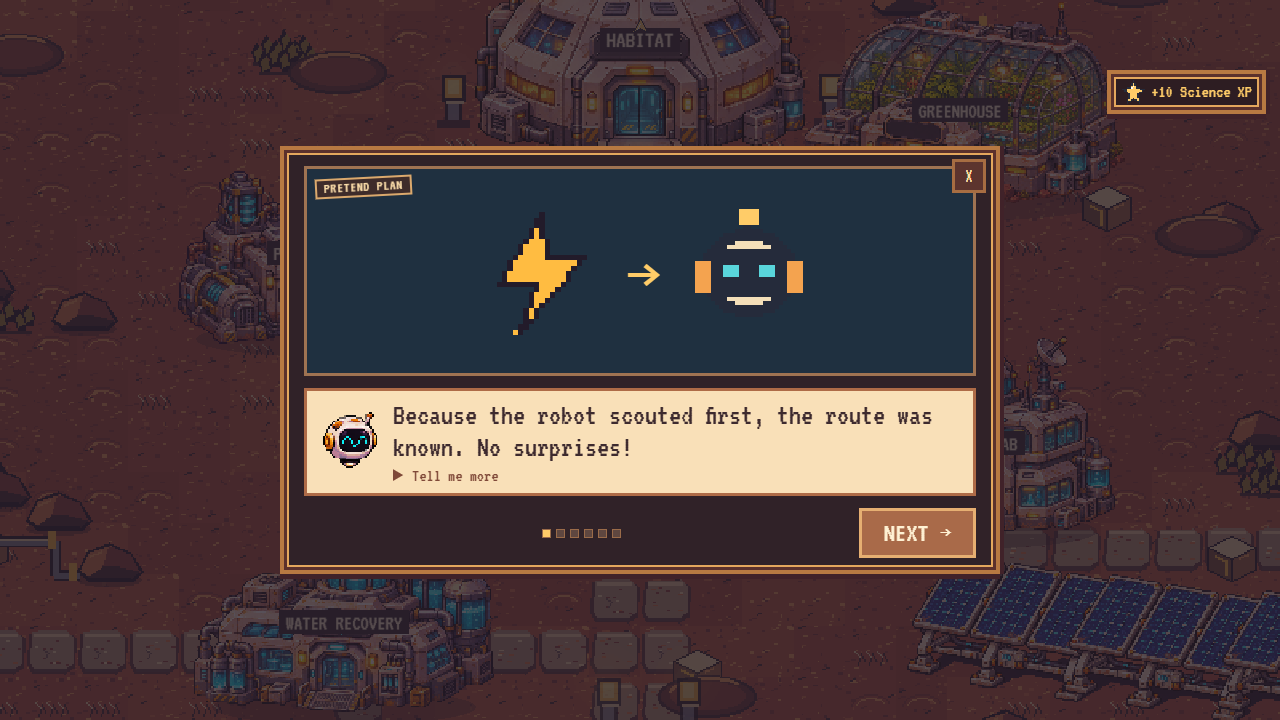 HABITAT
GREENHOUSE
+10 Science XP
PRETEND PLAN
X
Because the robot scouted first, the route was
known. No surprises!
Tell me more
NEXT →
WATER RECOVERY